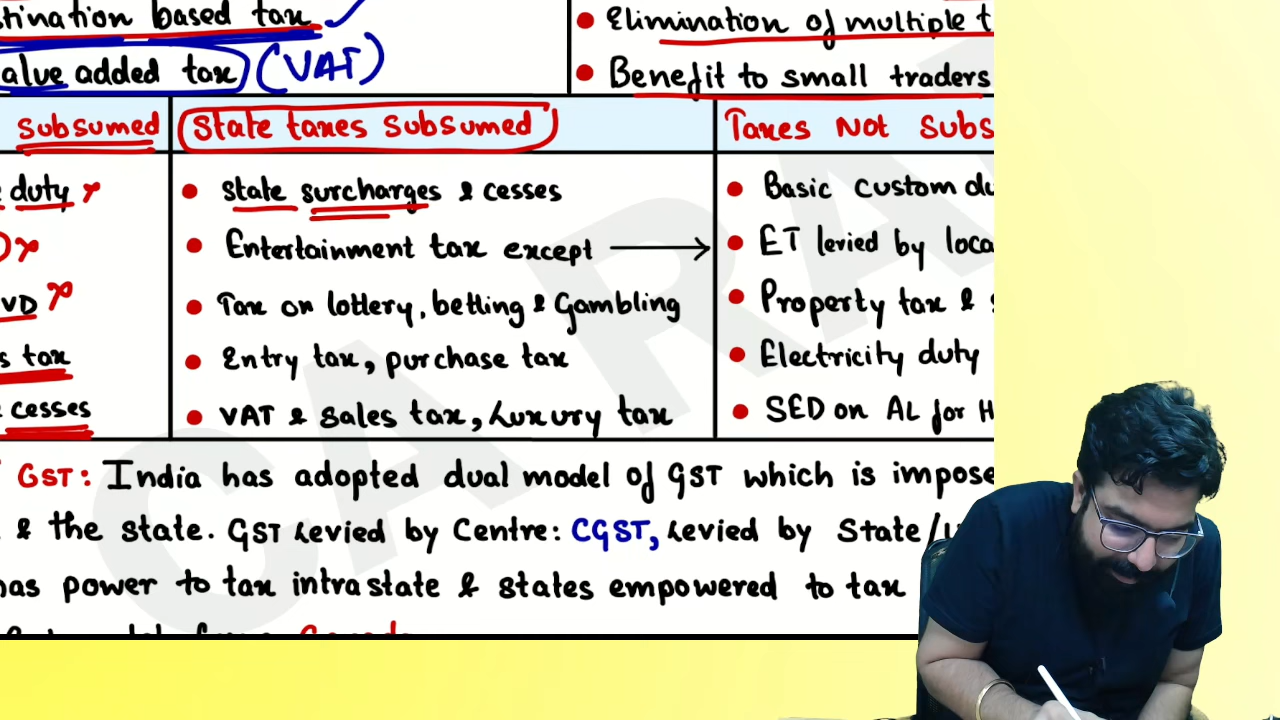 stination based tax
Elimination of multiple t
alue added tax (VAT)
Benefit to small traders
Subsumed
State taxes Subsumed
Taxes Not Subs
duty
State surcharges & cesses
Basic Custom du
Entertainment tax except
ET levied by loca
VD
Tax on lottery, betting & Gambling
Property tax &
s tax
Entry tax, purchase tax
Electricity duty
cesses
VAT & Sales tax, Luxury tax
SED on AL for H
GST: India has adopted dual model of GST which is impose
& the state. GST Levied by Centre: CGST, Levied by State/
has power to tax intrastate & states empowered to tax
CA RA